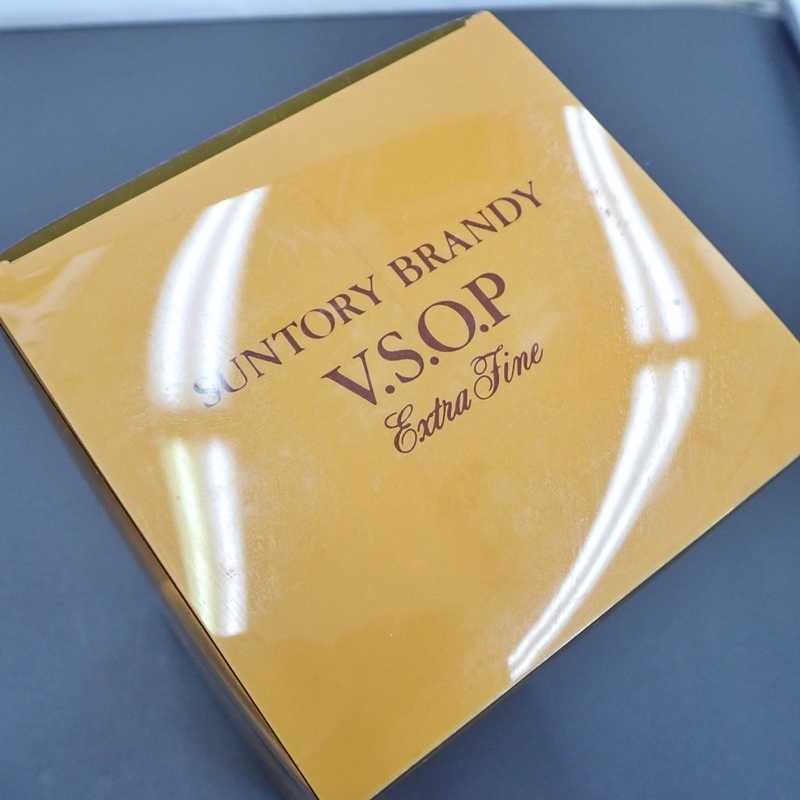 SUNTORY BRANDY
V.S.O.P
Extra Fine